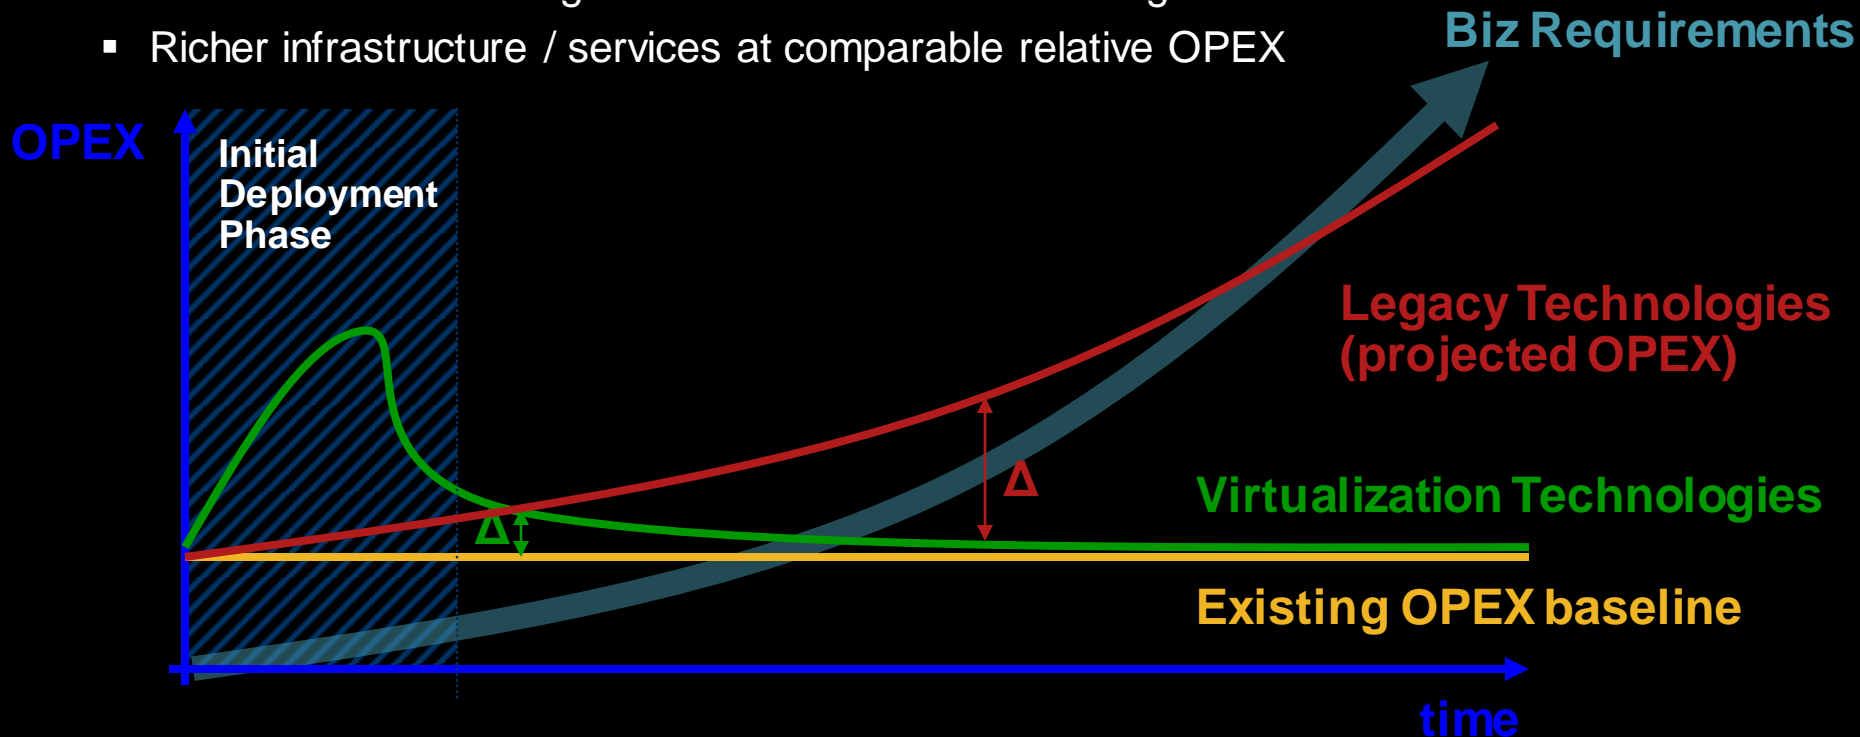 ▪ Richer infrastructure / services at comparable relative OPEX
Biz Requirements
OPEX
Initial
Deployment
Phase
Legacy Technologies
(projected OPEX)
Δ
Virtualization Technologies
Δ
Existing OPEX baseline
time